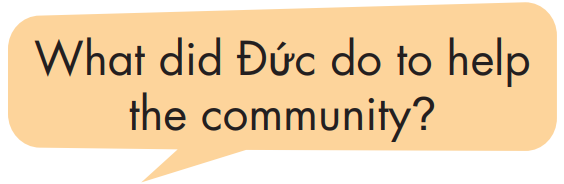 What did Đức do to help
the community?